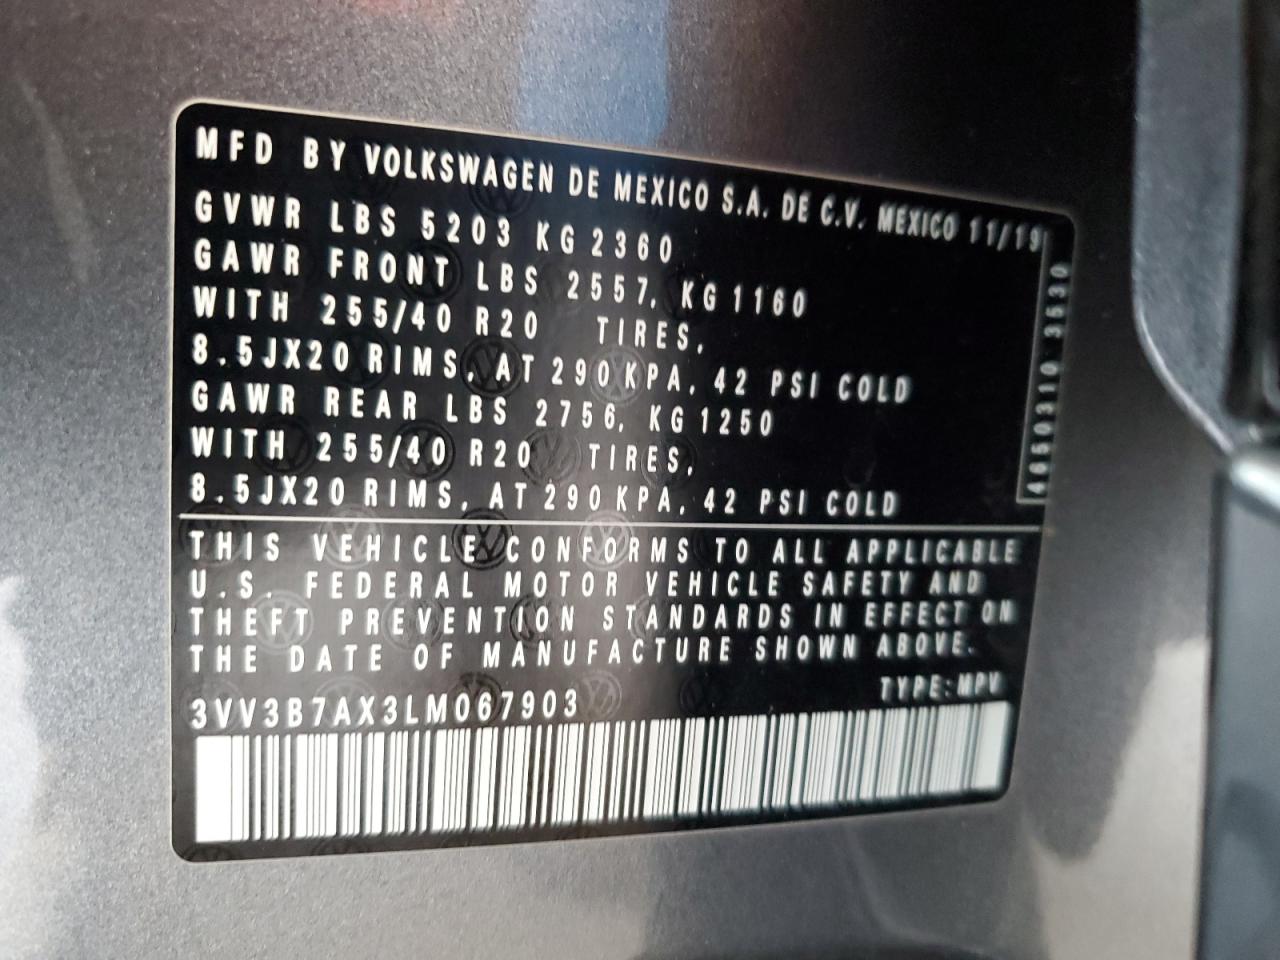 MFD BY VOLKSWAGEN DE MEXICO S.A. DE C.V. MEXICO 11/19
GVWR LBS 5203 KG 2360
GAWR FRONT LBS 2557, KG 1160
WITH 255/40 R20 TIRES,
8.5JX20 RIMS, AT 290 KPA, 42 PSI COLD
GAWR REAR LBS 2756, KG 1250
WITH 255/40 R20 TIRES,
8.5JX20 RIMS, AT 290 KPA, 42 PSI COLD
THIS VEHICLE CONFORMS TO ALL APPLICABLE
U.S. FEDERAL MOTOR VEHICLE SAFETY AND
THEFT PREVENTION STANDARDS IN EFFECT ON
THE DATE OF MANUFACTURE SHOWN ABOVE.
TYPE:MPV
3VV3B7AX3LM067903